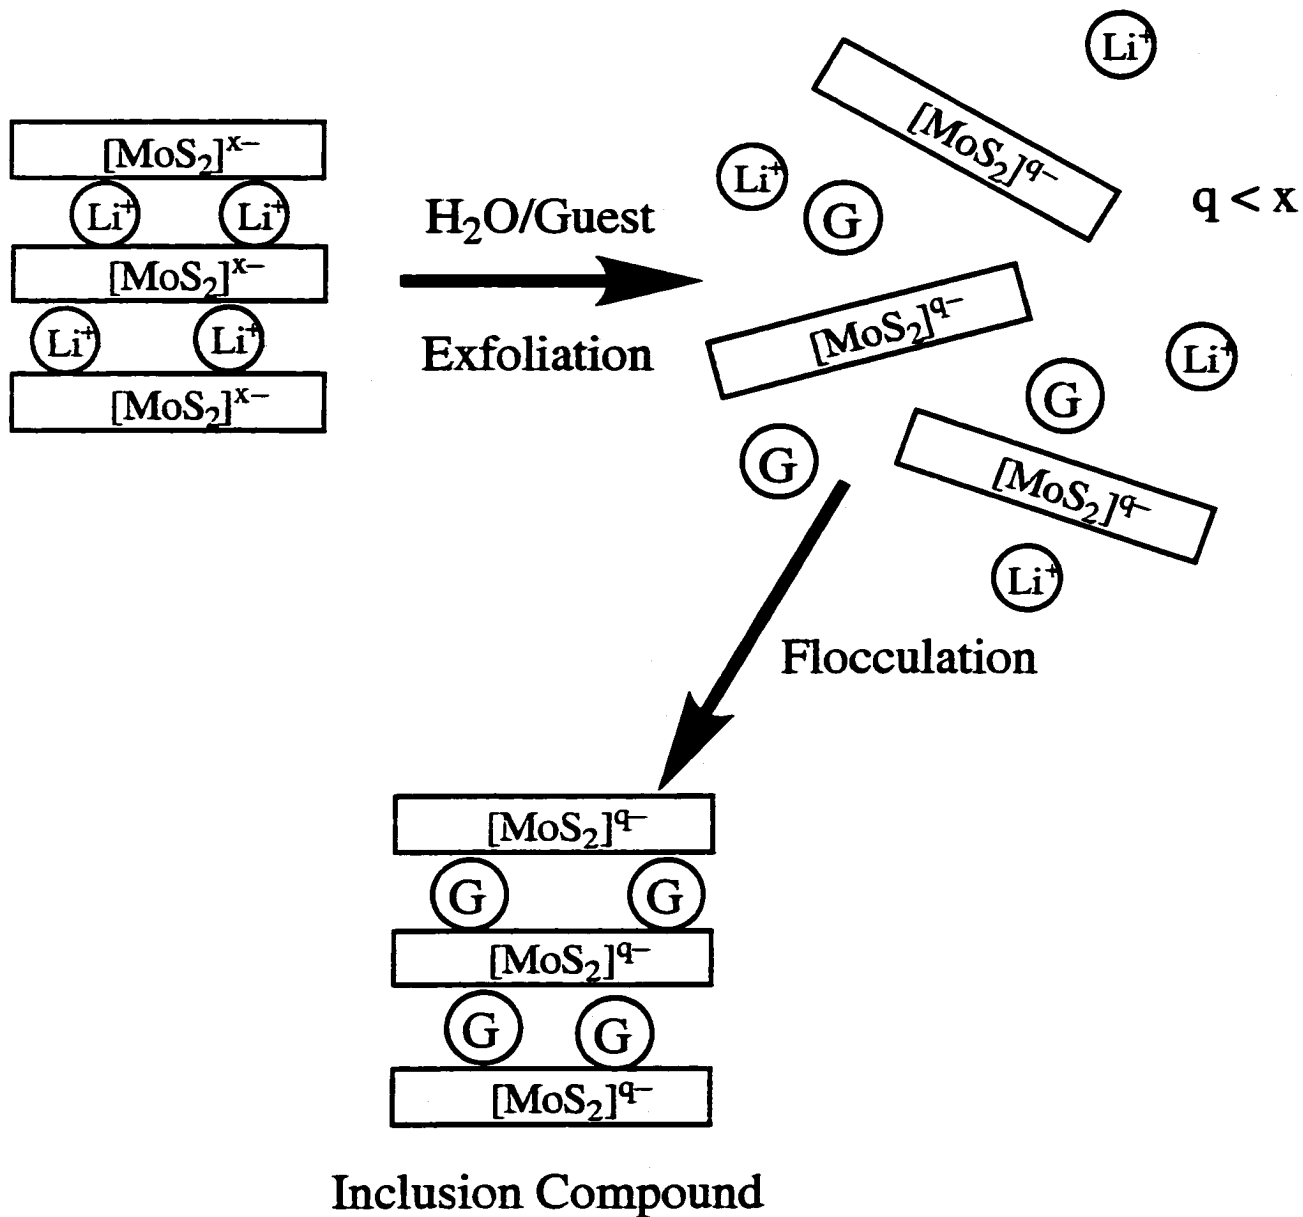 [MoS₂]ˣ⁻
Li⁺ Li⁺
[MoS₂]ˣ⁻
Li⁺ Li⁺
[MoS₂]ˣ⁻
H₂O/Guest
Exfoliation
Li⁺
[MoS₂]q⁻
Li⁺
G
q < x
[MoS₂]q⁻
Li⁺
G
G
[MoS₂]q⁻
Li⁺
Flocculation
[MoS₂]q⁻
G G
[MoS₂]q⁻
G G
[MoS₂]q⁻
Inclusion Compound